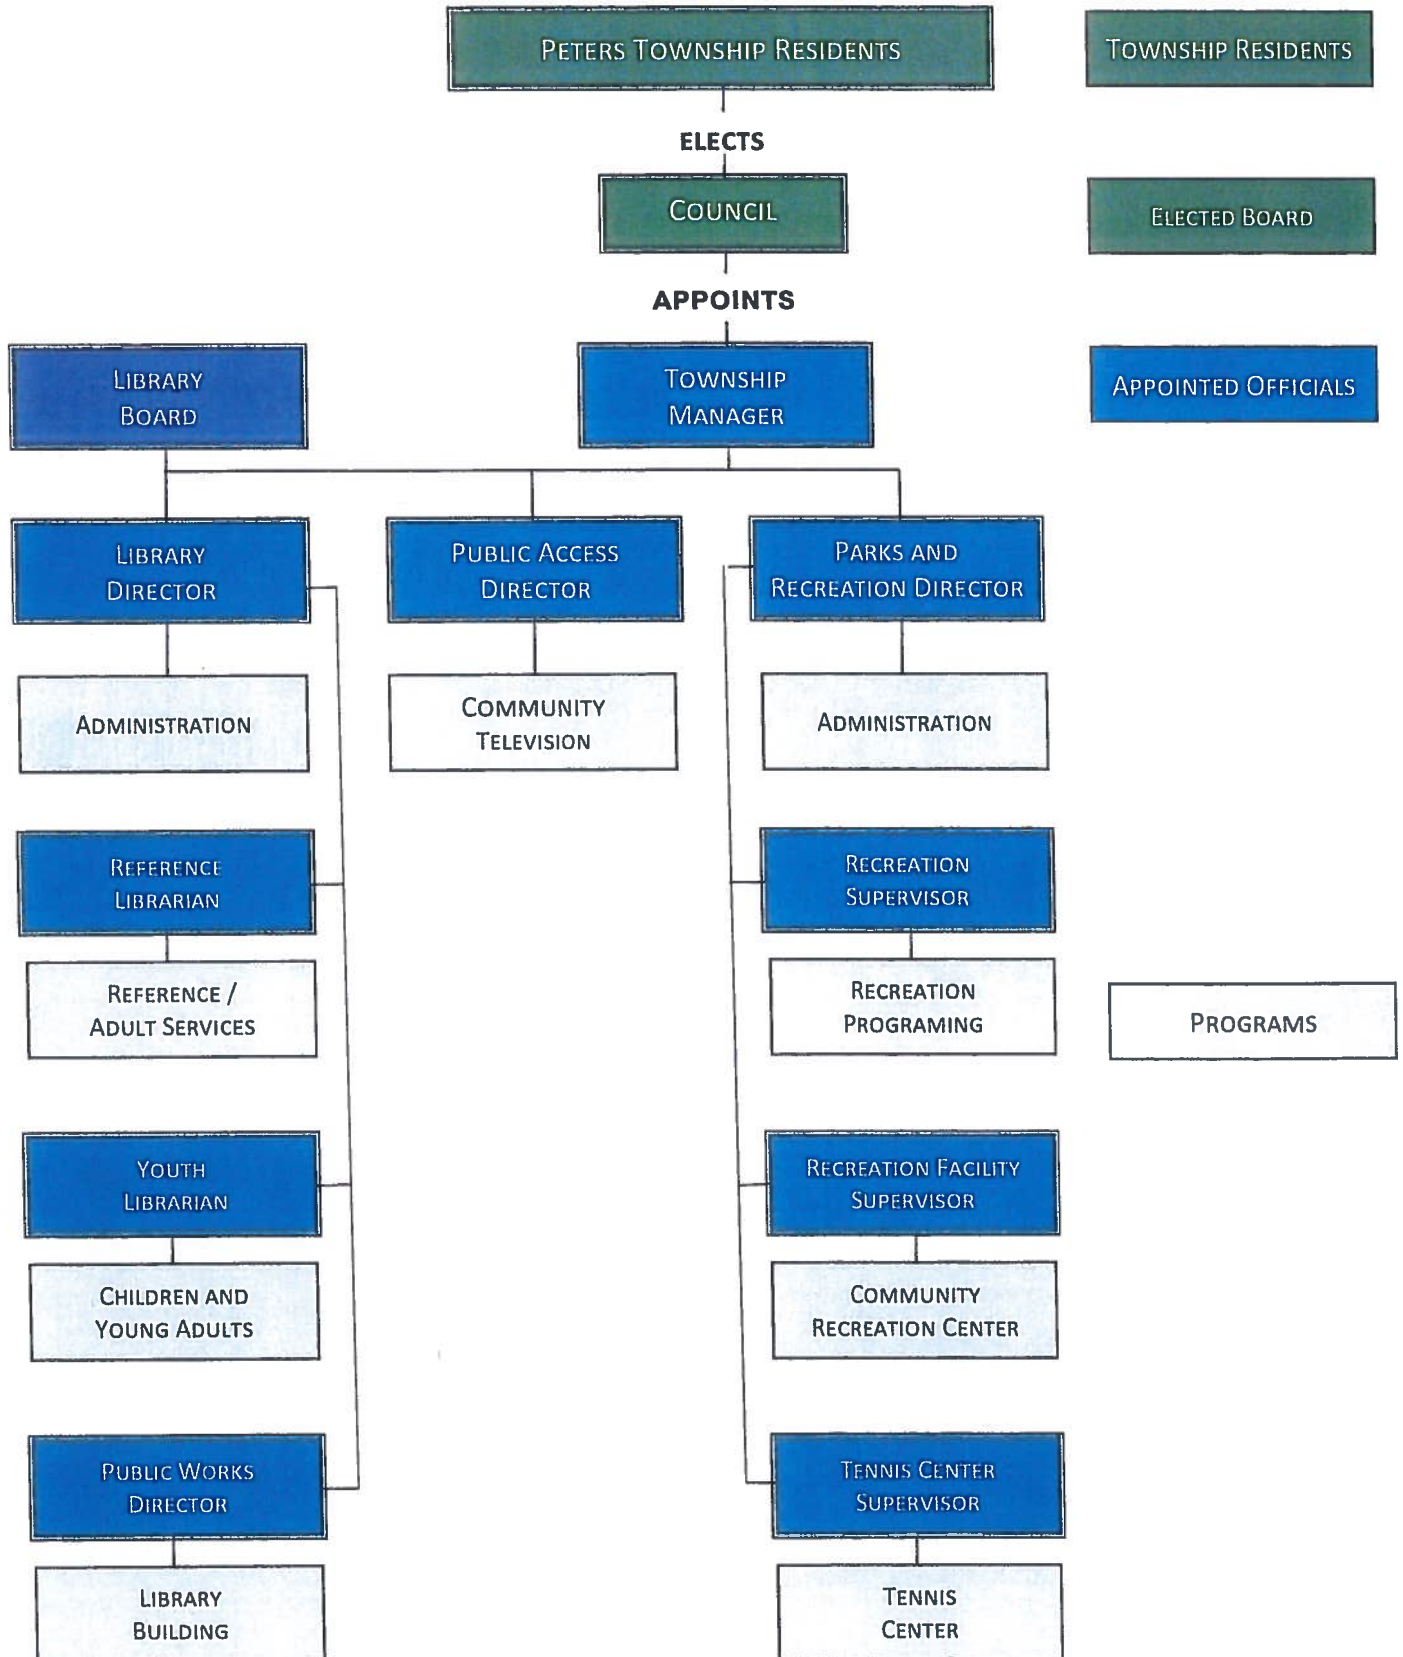 PETERS TOWNSHIP RESIDENTS
TOWNSHIP RESIDENTS
ELECTS
COUNCIL
ELECTED BOARD
APPOINTS
LIBRARY
BOARD
TOWNSHIP
MANAGER
APPOINTED OFFICIALS
LIBRARY
DIRECTOR
PUBLIC ACCESS
DIRECTOR
PARKS AND
RECREATION DIRECTOR
ADMINISTRATION
COMMUNITY
TELEVISION
ADMINISTRATION
REFERENCE
LIBRARIAN
RECREATION
SUPERVISOR
REFERENCE /
ADULT SERVICES
RECREATION
PROGRAMING
PROGRAMS
YOUTH
LIBRARIAN
RECREATION FACILITY
SUPERVISOR
CHILDREN AND
YOUNG ADULTS
COMMUNITY
RECREATION CENTER
PUBLIC WORKS
DIRECTOR
TENNIS CENTER
SUPERVISOR
LIBRARY
BUILDING
TENNIS
CENTER